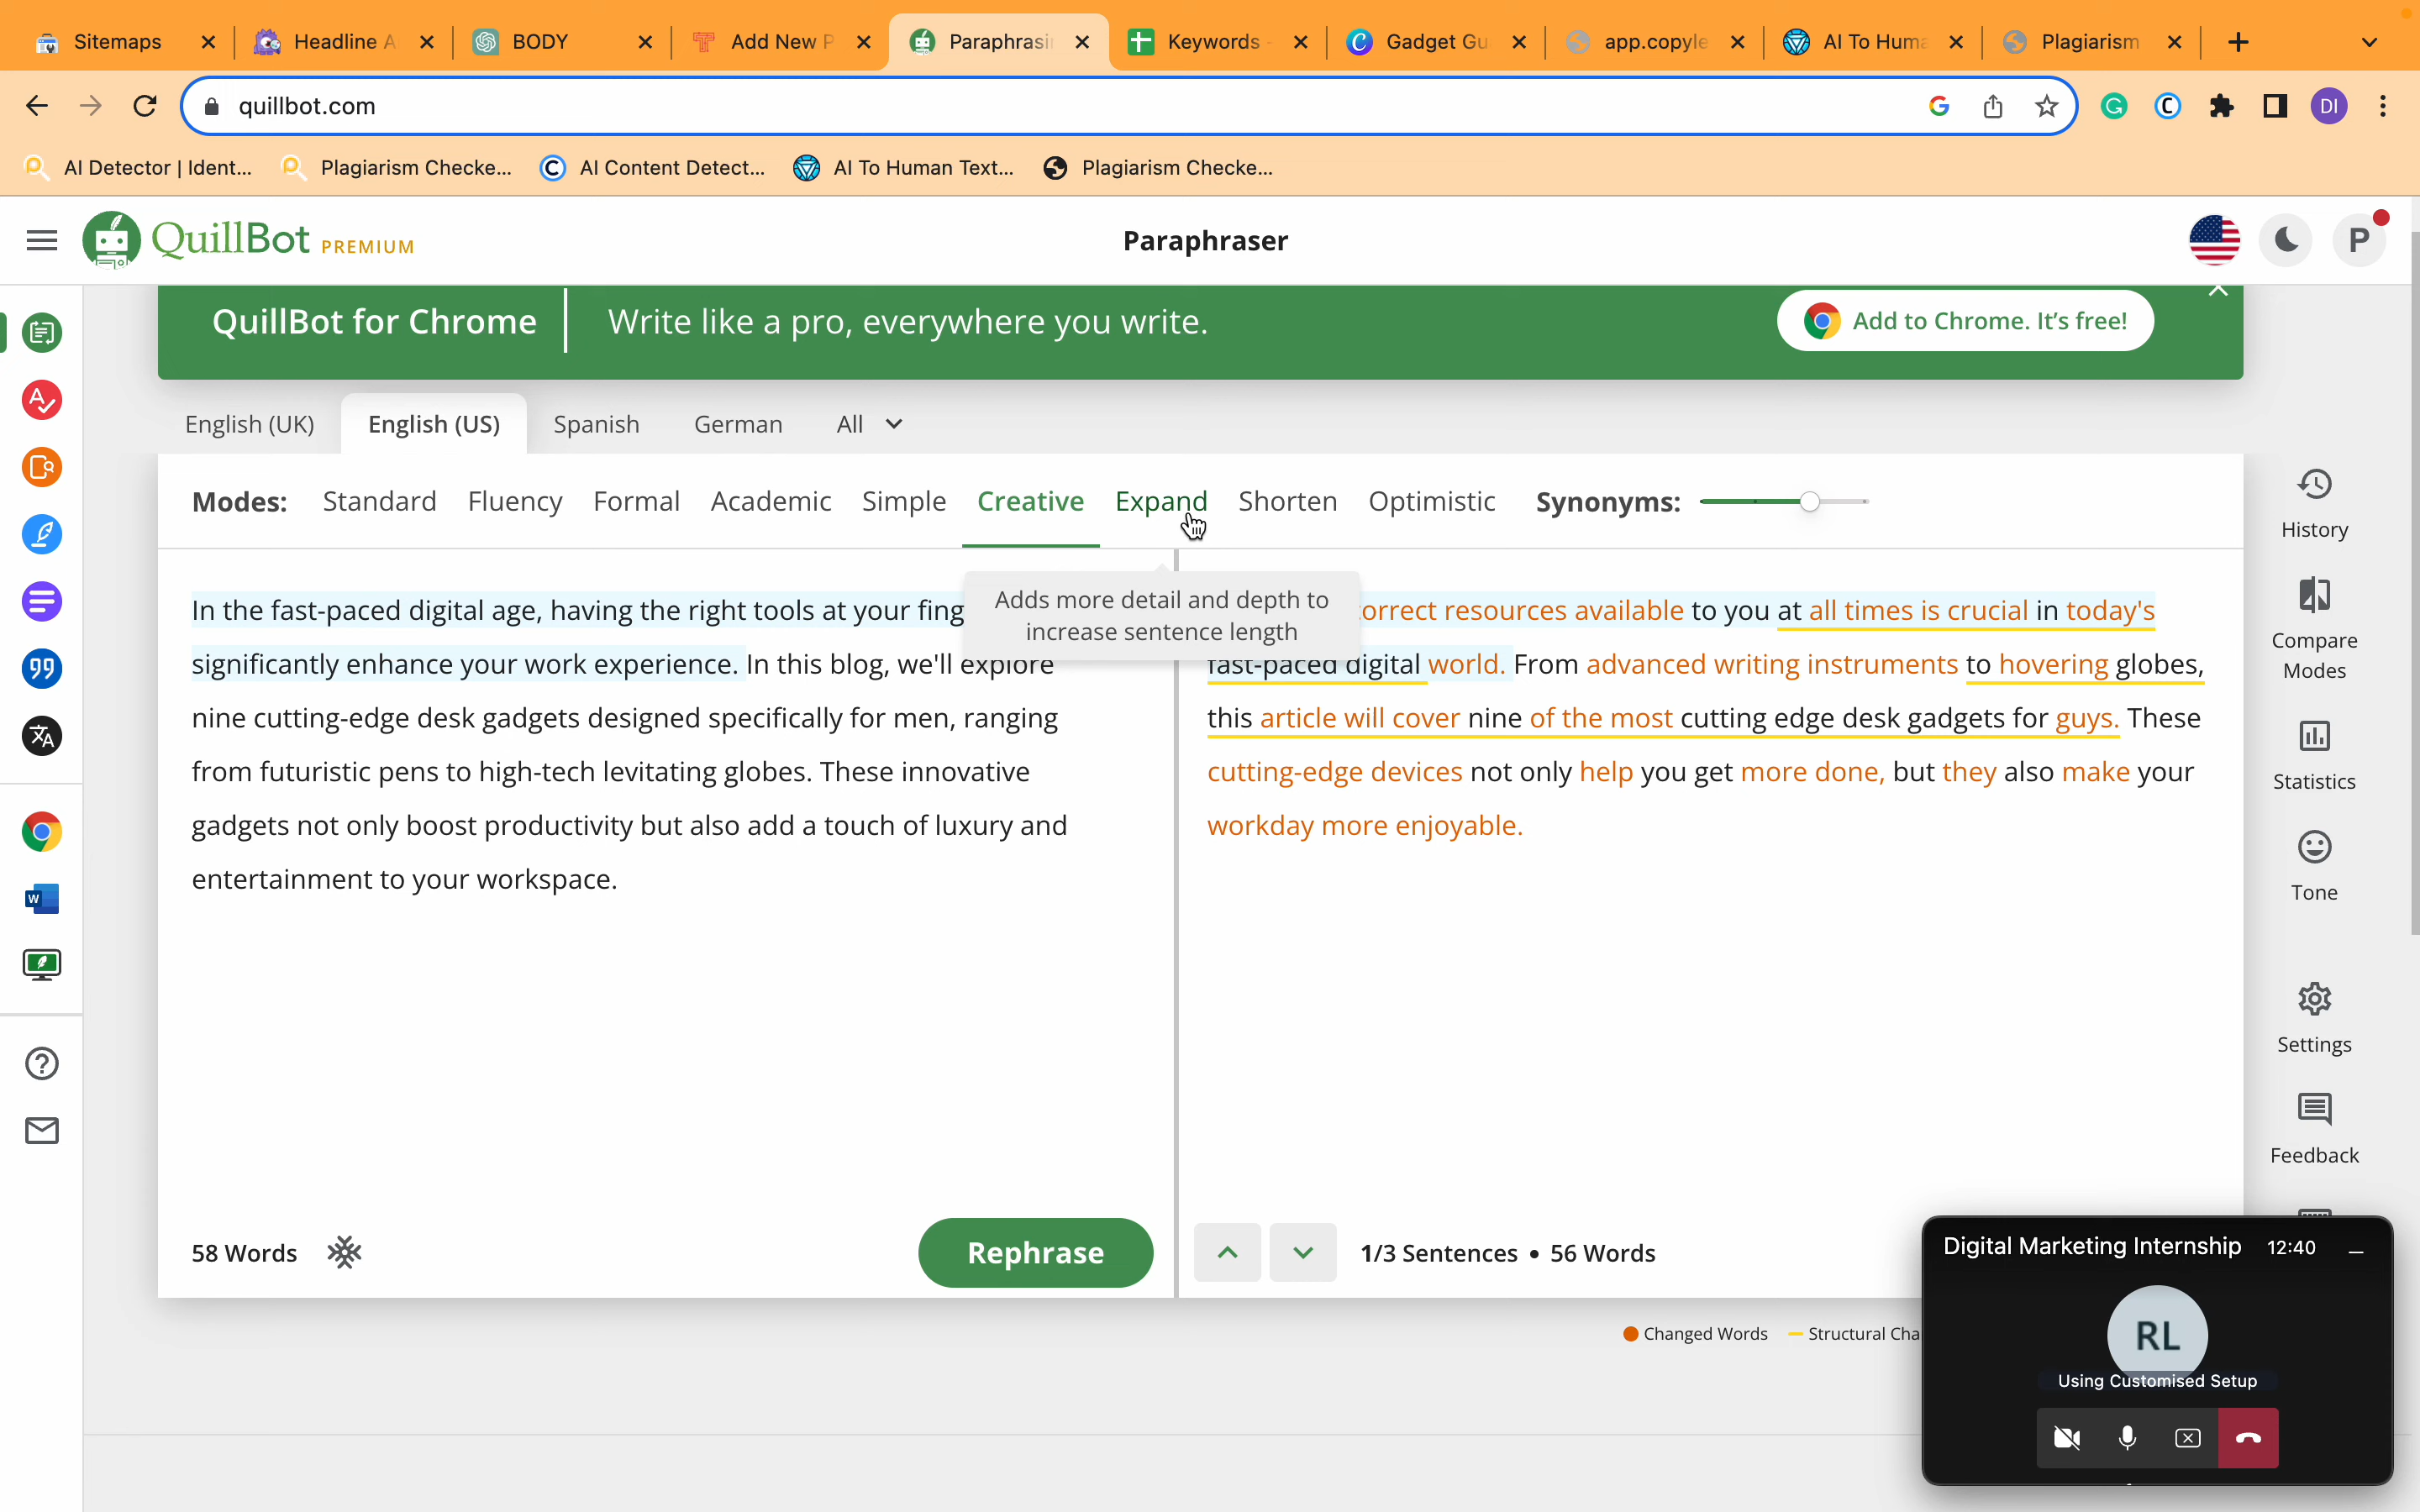 Sitemaps
Headline A
BODY
Add New P
Paraphrasi
Keywords -
Gadget Gu
app.copyle
AI To Huma
Plagiarism
quillbot.com
DI
AI Detector | Ident...
Plagiarism Checke...
AI Content Detect...
AI To Human Text...
Plagiarism Checke...
QuillBot PREMIUM
Paraphraser
P
QuillBot for Chrome
Write like a pro, everywhere you write.
Add to Chrome. It's free!
English (UK)
English (US)
Spanish
German
All
Modes: Standard Fluency Formal Academic Simple Creative Expand Shorten Optimistic Synonyms:
Adds more detail and depth to
increase sentence length
In the fast-paced digital age, having the right tools at your fing
significantly enhance your work experience. In this blog, we'll explore
nine cutting-edge desk gadgets designed specifically for men, ranging
from futuristic pens to high-tech levitating globes. These innovative
gadgets not only boost productivity but also add a touch of luxury and
entertainment to your workspace.
orrect resources available to you at all times is crucial in today's
fast-paced digital world. From advanced writing instruments to hovering globes,
this article will cover nine of the most cutting edge desk gadgets for guys. These
cutting-edge devices not only help you get more done, but they also make your
workday more enjoyable.
58 Words
Rephrase
1/3 Sentences • 56 Words
Changed Words
Structural Cha
History
Compare
Modes
Statistics
Tone
Settings
Feedback
Digital Marketing Internship 12:40
RL
Using Customised Setup